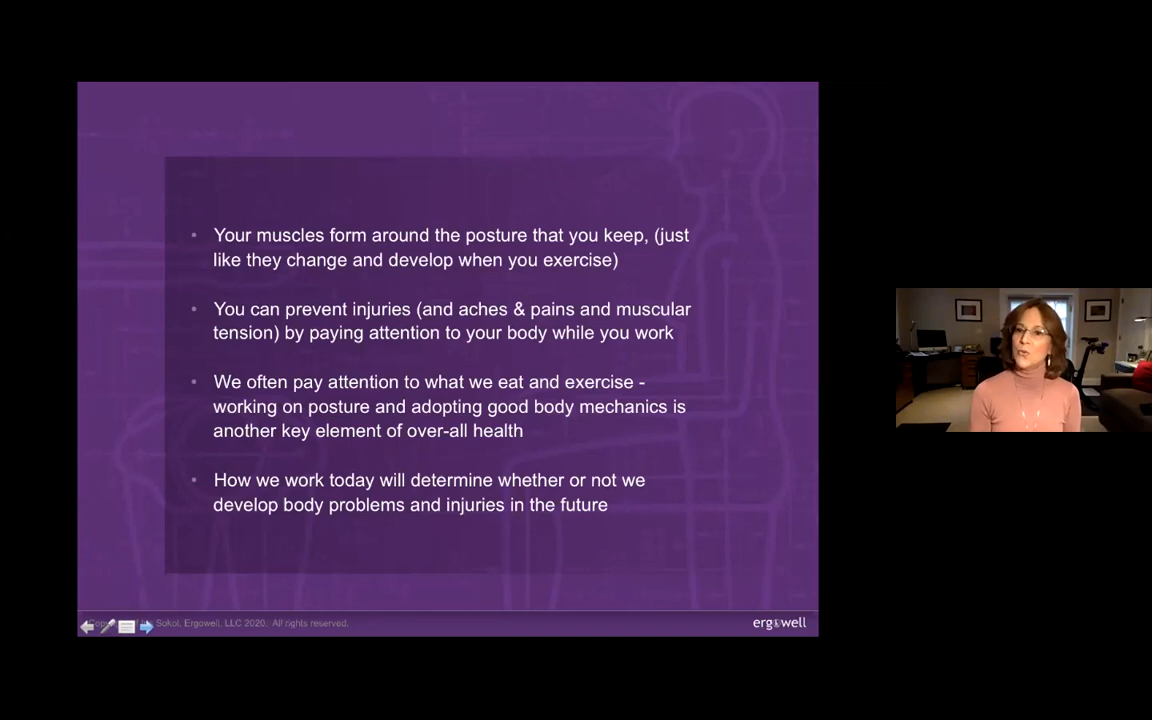 • Your muscles form around the posture that you keep, (just
like they change and develop when you exercise)
• You can prevent injuries (and aches & pains and muscular
tension) by paying attention to your body while you work
• We often pay attention to what we eat and exercise -
working on posture and adopting good body mechanics is
another key element of over-all health
• How we work today will determine whether or not we
develop body problems and injuries in the future
Sokol, Ergowell, LLC 2020. All rights reserved.
ergowell